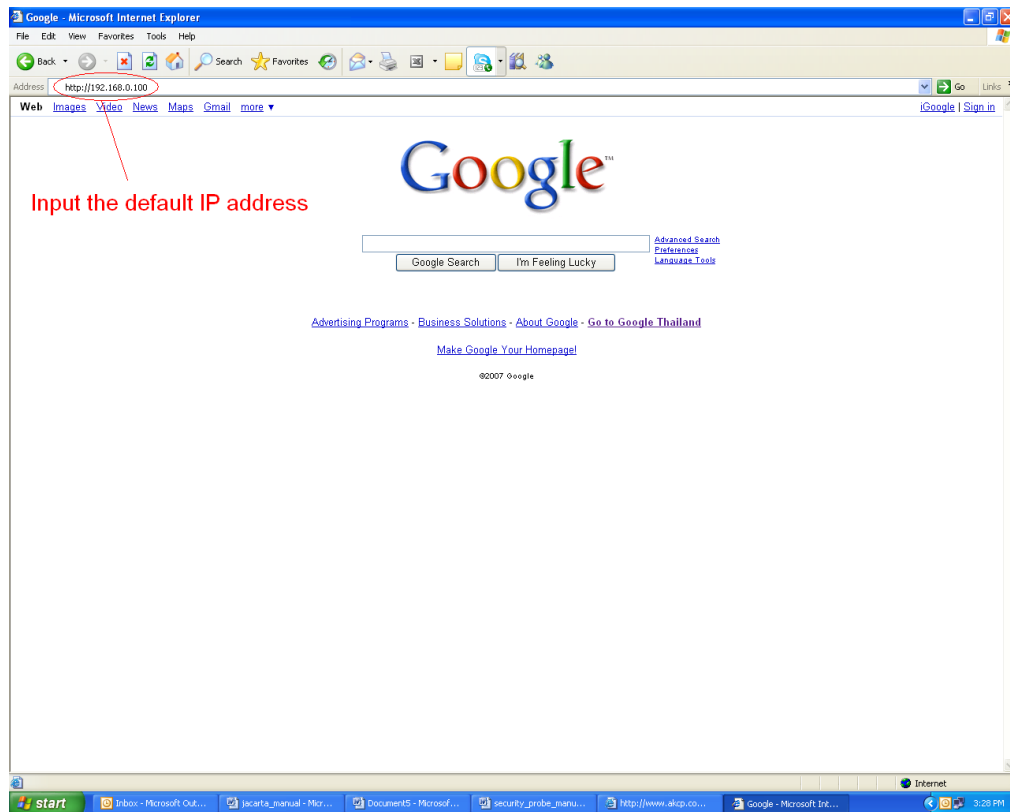 Google - Microsoft Internet Explorer
File Edit View Favorites Tools Help
Back Search Favorites
Address http://192.168.0.100 Go Links
Web Images Video News Maps Gmail more ▼ iGoogle | Sign in
Google™
Input the default IP address
Advanced Search
Preferences
Language Tools
Google Search I'm Feeling Lucky
Advertising Programs - Business Solutions - About Google - Go to Google Thailand
Make Google Your Homepage!
©2007 Google
Internet
start Inbox - Microsoft Out... jacarta_manual - Micr... Document5 - Microsof... security_probe_manu... http://www.akcp.co... Google - Microsoft Int... 3:28 PM